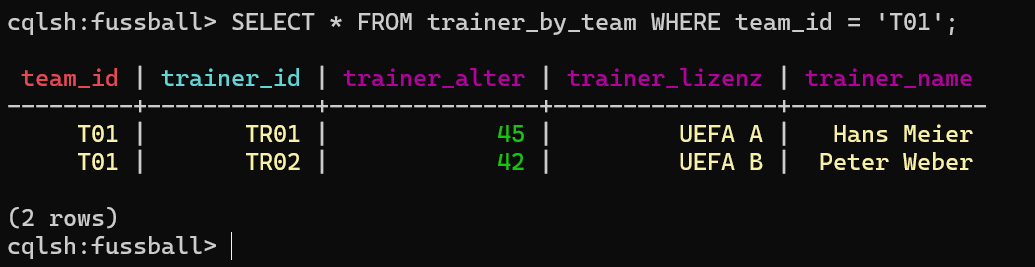 cqlsh:fussball> SELECT * FROM trainer_by_team WHERE team_id = 'T01';
team_id | trainer_id | trainer_alter | trainer_lizenz | trainer_name
---------+------------+---------------+----------------+--------------
T01 | TR01 | 45 | UEFA A | Hans Meier
T01 | TR02 | 42 | UEFA B | Peter Weber
(2 rows)
cqlsh:fussball>